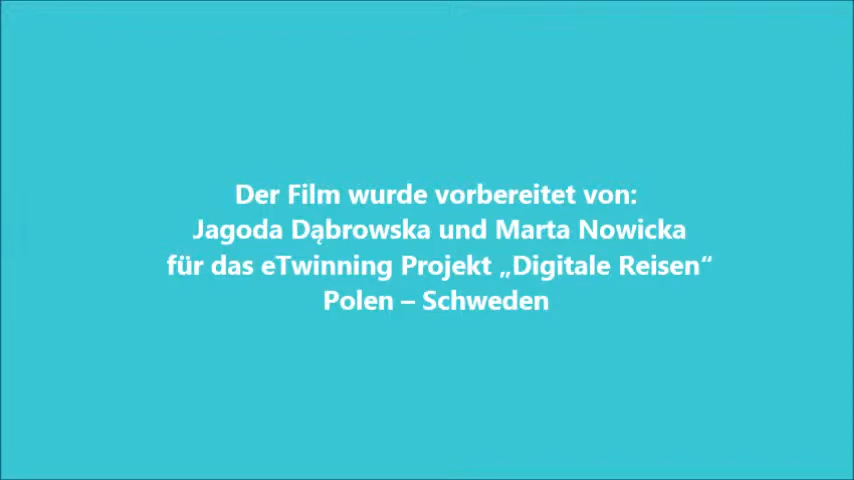 Der Film wurde vorbereitet von:
Jagoda Dąbrowska und Marta Nowicka
für das eTwinning Projekt „Digitale Reisen“
Polen – Schweden